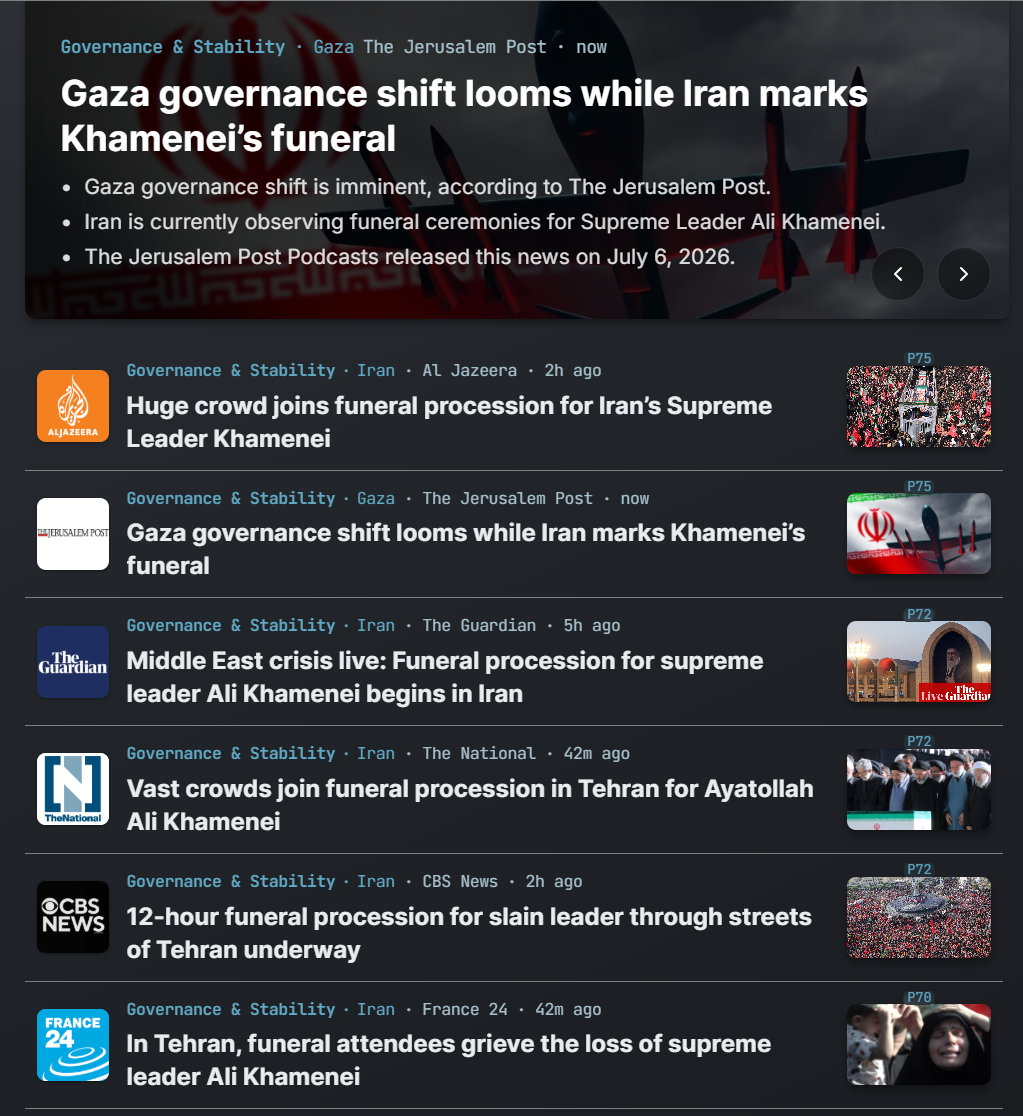 Governance & Stability · Gaza The Jerusalem Post · now
Gaza governance shift looms while Iran marks
Khamenei’s funeral
• Gaza governance shift is imminent, according to The Jerusalem Post.
• Iran is currently observing funeral ceremonies for Supreme Leader Ali Khamenei.
• The Jerusalem Post Podcasts released this news on July 6, 2026.
P75
Governance & Stability · Iran · Al Jazeera · 2h ago
ALJAZEERA
Huge crowd joins funeral procession for Iran’s Supreme
Leader Khamenei
P75
Governance & Stability · Gaza · The Jerusalem Post · now
THE JERUSALEM POST
Gaza governance shift looms while Iran marks Khamenei’s
funeral
P72
Governance & Stability · Iran · The Guardian · 5h ago
The
Guardian
Middle East crisis live: Funeral procession for supreme
leader Ali Khamenei begins in Iran
Live The Guardian
P72
Governance & Stability · Iran · The National · 42m ago
N
TheNational
Vast crowds join funeral procession in Tehran for Ayatollah
Ali Khamenei
P72
Governance & Stability · Iran · CBS News · 2h ago
CBS
NEWS
12-hour funeral procession for slain leader through streets
of Tehran underway
P70
Governance & Stability · Iran · France 24 · 42m ago
FRANCE
24
In Tehran, funeral attendees grieve the loss of supreme
leader Ali Khamenei